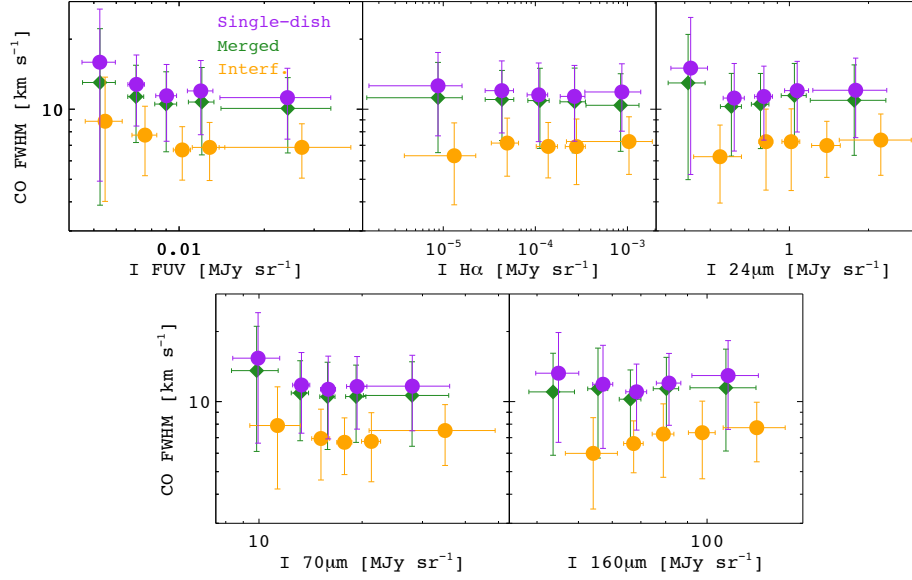 Single-dish
Merged
Interf.
CO FWHM [km s⁻¹]
10
0.01
10⁻⁵ 10⁻⁴ 10⁻³
1
I FUV [MJy sr⁻¹]
I Hα [MJy sr⁻¹]
I 24μm [MJy sr⁻¹]
CO FWHM [km s⁻¹]
10
10
100
I 70μm [MJy sr⁻¹]
I 160μm [MJy sr⁻¹]